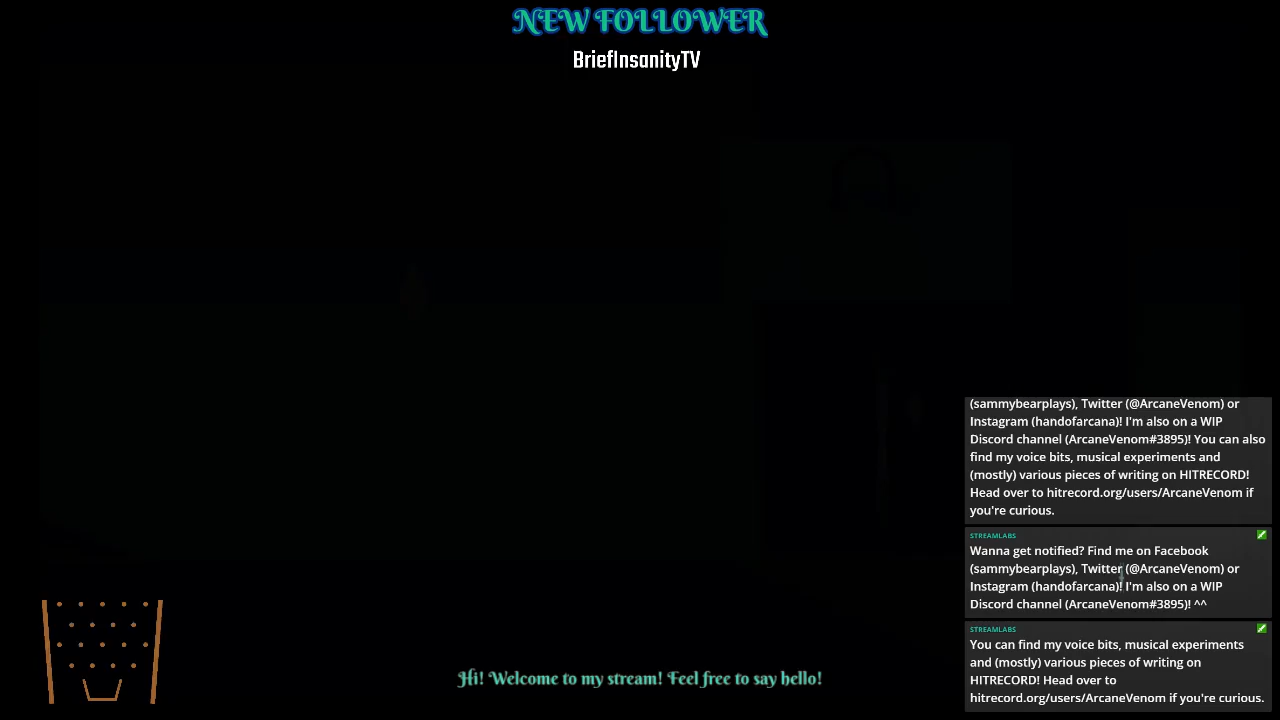 NEW FOLLOWER
BriefInsanityTV
(sammybearplays), Twitter (@ArcaneVenom) or
Instagram (handofarcana)! I'm also on a WIP
Discord channel (ArcaneVenom#3895)! You can also
find my voice bits, musical experiments and
(mostly) various pieces of writing on HITRECORD!
Head over to hitrecord.org/users/ArcaneVenom if
you're curious.
STREAMLABS
Wanna get notified? Find me on Facebook
(sammybearplays), Twitter (@ArcaneVenom) or
Instagram (handofarcana)! I'm also on a WIP
Discord channel (ArcaneVenom#3895)! ^^
STREAMLABS
You can find my voice bits, musical experiments
and (mostly) various pieces of writing on
HITRECORD! Head over to
hitrecord.org/users/ArcaneVenom if you're curious.
Hi! Welcome to my stream! Feel free to say hello!